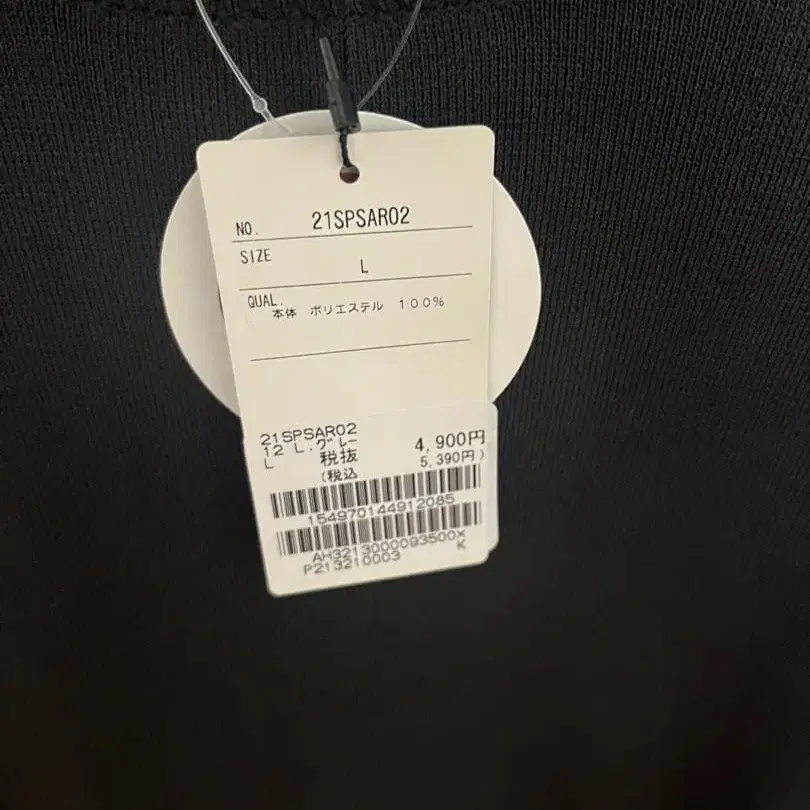 NO. 21SPSAR02
SIZE L
QUAL.
本体 ポリエステル 100%
21SPSAR02
12 L.グレー 4,900円
L 税抜
(税込 5,390円)
154970144912085
AH3213000093500X
P213210003 K